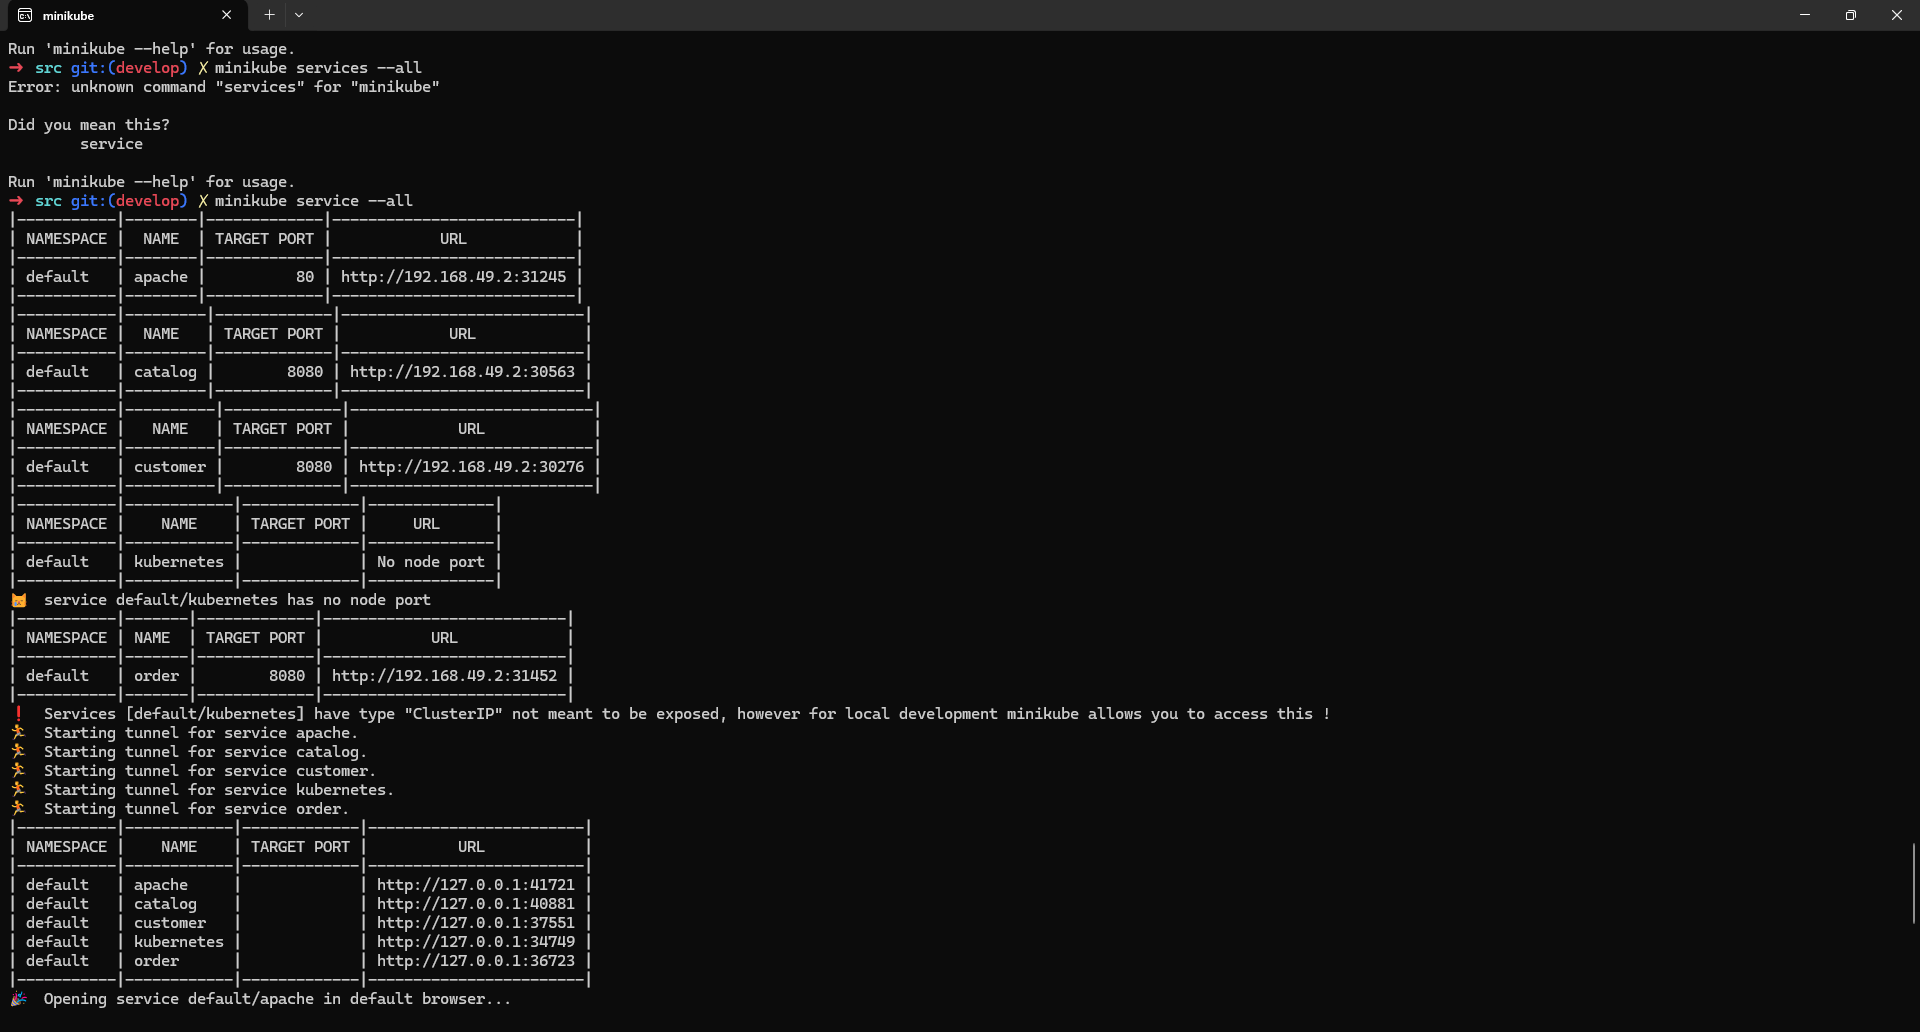 minikube
Run 'minikube --help' for usage.
➜ src git:(develop) ✗ minikube services --all
Error: unknown command "services" for "minikube"
Did you mean this?
service
Run 'minikube --help' for usage.
➜ src git:(develop) ✗ minikube service --all
|-----------|--------|-------------|---------------------------|
| NAMESPACE |  NAME  | TARGET PORT |            URL            |
|-----------|--------|-------------|---------------------------|
| default   | apache |          80 | http://192.168.49.2:31245 |
|-----------|--------|-------------|---------------------------|
|-----------|---------|-------------|---------------------------|
| NAMESPACE |  NAME   | TARGET PORT |            URL            |
|-----------|---------|-------------|---------------------------|
| default   | catalog |        8080 | http://192.168.49.2:30563 |
|-----------|---------|-------------|---------------------------|
|-----------|----------|-------------|---------------------------|
| NAMESPACE |   NAME   | TARGET PORT |            URL            |
|-----------|----------|-------------|---------------------------|
| default   | customer |        8080 | http://192.168.49.2:30276 |
|-----------|----------|-------------|---------------------------|
|-----------|------------|-------------|--------------|
| NAMESPACE |    NAME    | TARGET PORT |     URL      |
|-----------|------------|-------------|--------------|
| default   | kubernetes |             | No node port |
|-----------|------------|-------------|--------------|
😿 service default/kubernetes has no node port
|-----------|-------|-------------|---------------------------|
| NAMESPACE | NAME  | TARGET PORT |            URL            |
|-----------|-------|-------------|---------------------------|
| default   | order |        8080 | http://192.168.49.2:31452 |
|-----------|-------|-------------|---------------------------|
❗ Services [default/kubernetes] have type "ClusterIP" not meant to be exposed, however for local development minikube allows you to access this !
🏃 Starting tunnel for service apache.
🏃 Starting tunnel for service catalog.
🏃 Starting tunnel for service customer.
🏃 Starting tunnel for service kubernetes.
🏃 Starting tunnel for service order.
|-----------|------------|-------------|------------------------|
| NAMESPACE |    NAME    | TARGET PORT |          URL           |
|-----------|------------|-------------|------------------------|
| default   | apache     |             | http://127.0.0.1:41721 |
| default   | catalog    |             | http://127.0.0.1:40881 |
| default   | customer   |             | http://127.0.0.1:37551 |
| default   | kubernetes |             | http://127.0.0.1:34749 |
| default   | order      |             | http://127.0.0.1:36723 |
|-----------|------------|-------------|------------------------|
🎉 Opening service default/apache in default browser...